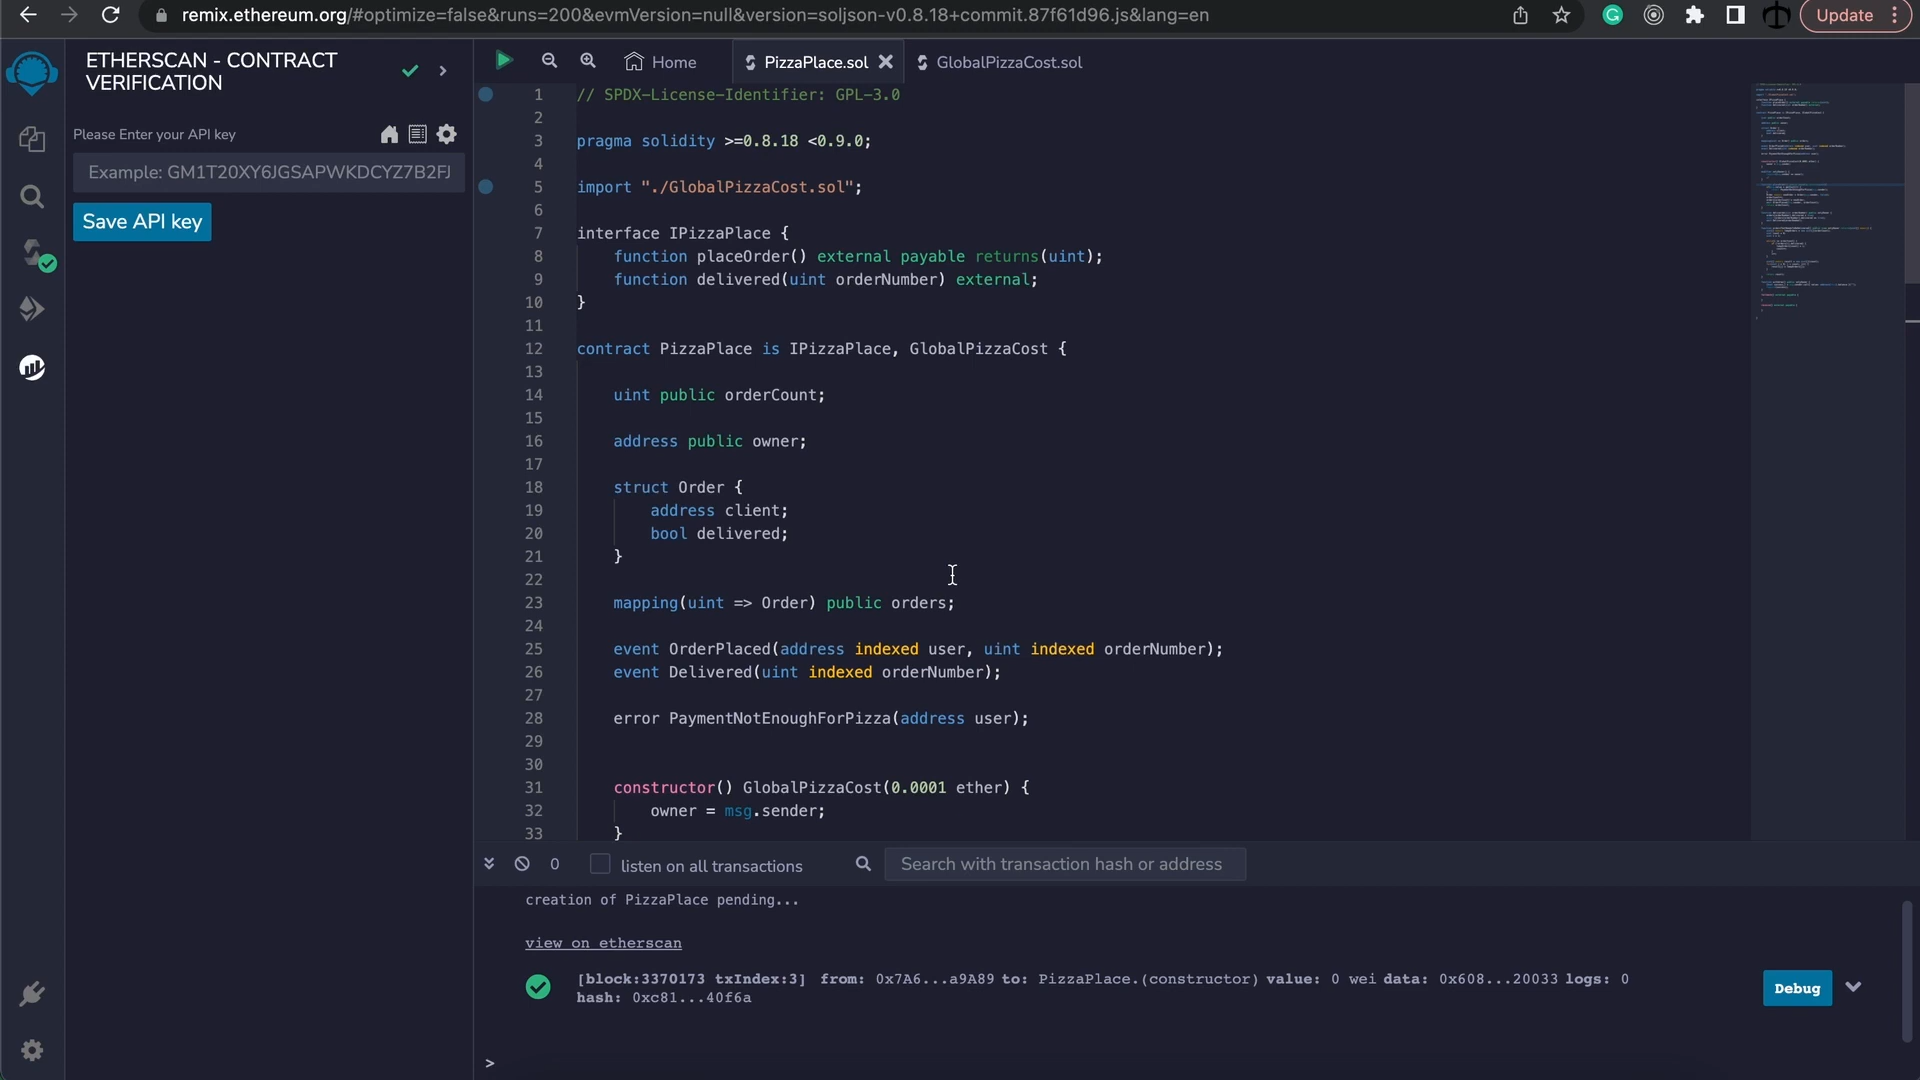 remix.ethereum.org/#optimize=false&runs=200&evmVersion=null&version=soljson-v0.8.18+commit.87f61d96.js&lang=en
Update
ETHERSCAN - CONTRACT
VERIFICATION
Please Enter your API key
Example: GM1T20XY6JGSAPWKDCYZ7B2FJ
Save API key
Home
PizzaPlace.sol
GlobalPizzaCost.sol
1 // SPDX-License-Identifier: GPL-3.0
2
3 pragma solidity >=0.8.18 <0.9.0;
4
5 import "./GlobalPizzaCost.sol";
6
7 interface IPizzaPlace {
8 function placeOrder() external payable returns(uint);
9 function delivered(uint orderNumber) external;
10 }
11
12 contract PizzaPlace is IPizzaPlace, GlobalPizzaCost {
13
14 uint public orderCount;
15
16 address public owner;
17
18 struct Order {
19 address client;
20 bool delivered;
21 }
22
23 mapping(uint => Order) public orders;
24
25 event OrderPlaced(address indexed user, uint indexed orderNumber);
26 event Delivered(uint indexed orderNumber);
27
28 error PaymentNotEnoughForPizza(address user);
29
30
31 constructor() GlobalPizzaCost(0.0001 ether) {
32 owner = msg.sender;
33 }
0 listen on all transactions Search with transaction hash or address
creation of PizzaPlace pending...
view on etherscan
[block:3370173 txIndex:3] from: 0x7A6...a9A89 to: PizzaPlace.(constructor) value: 0 wei data: 0x608...20033 logs: 0
hash: 0xc81...40f6a
Debug
>